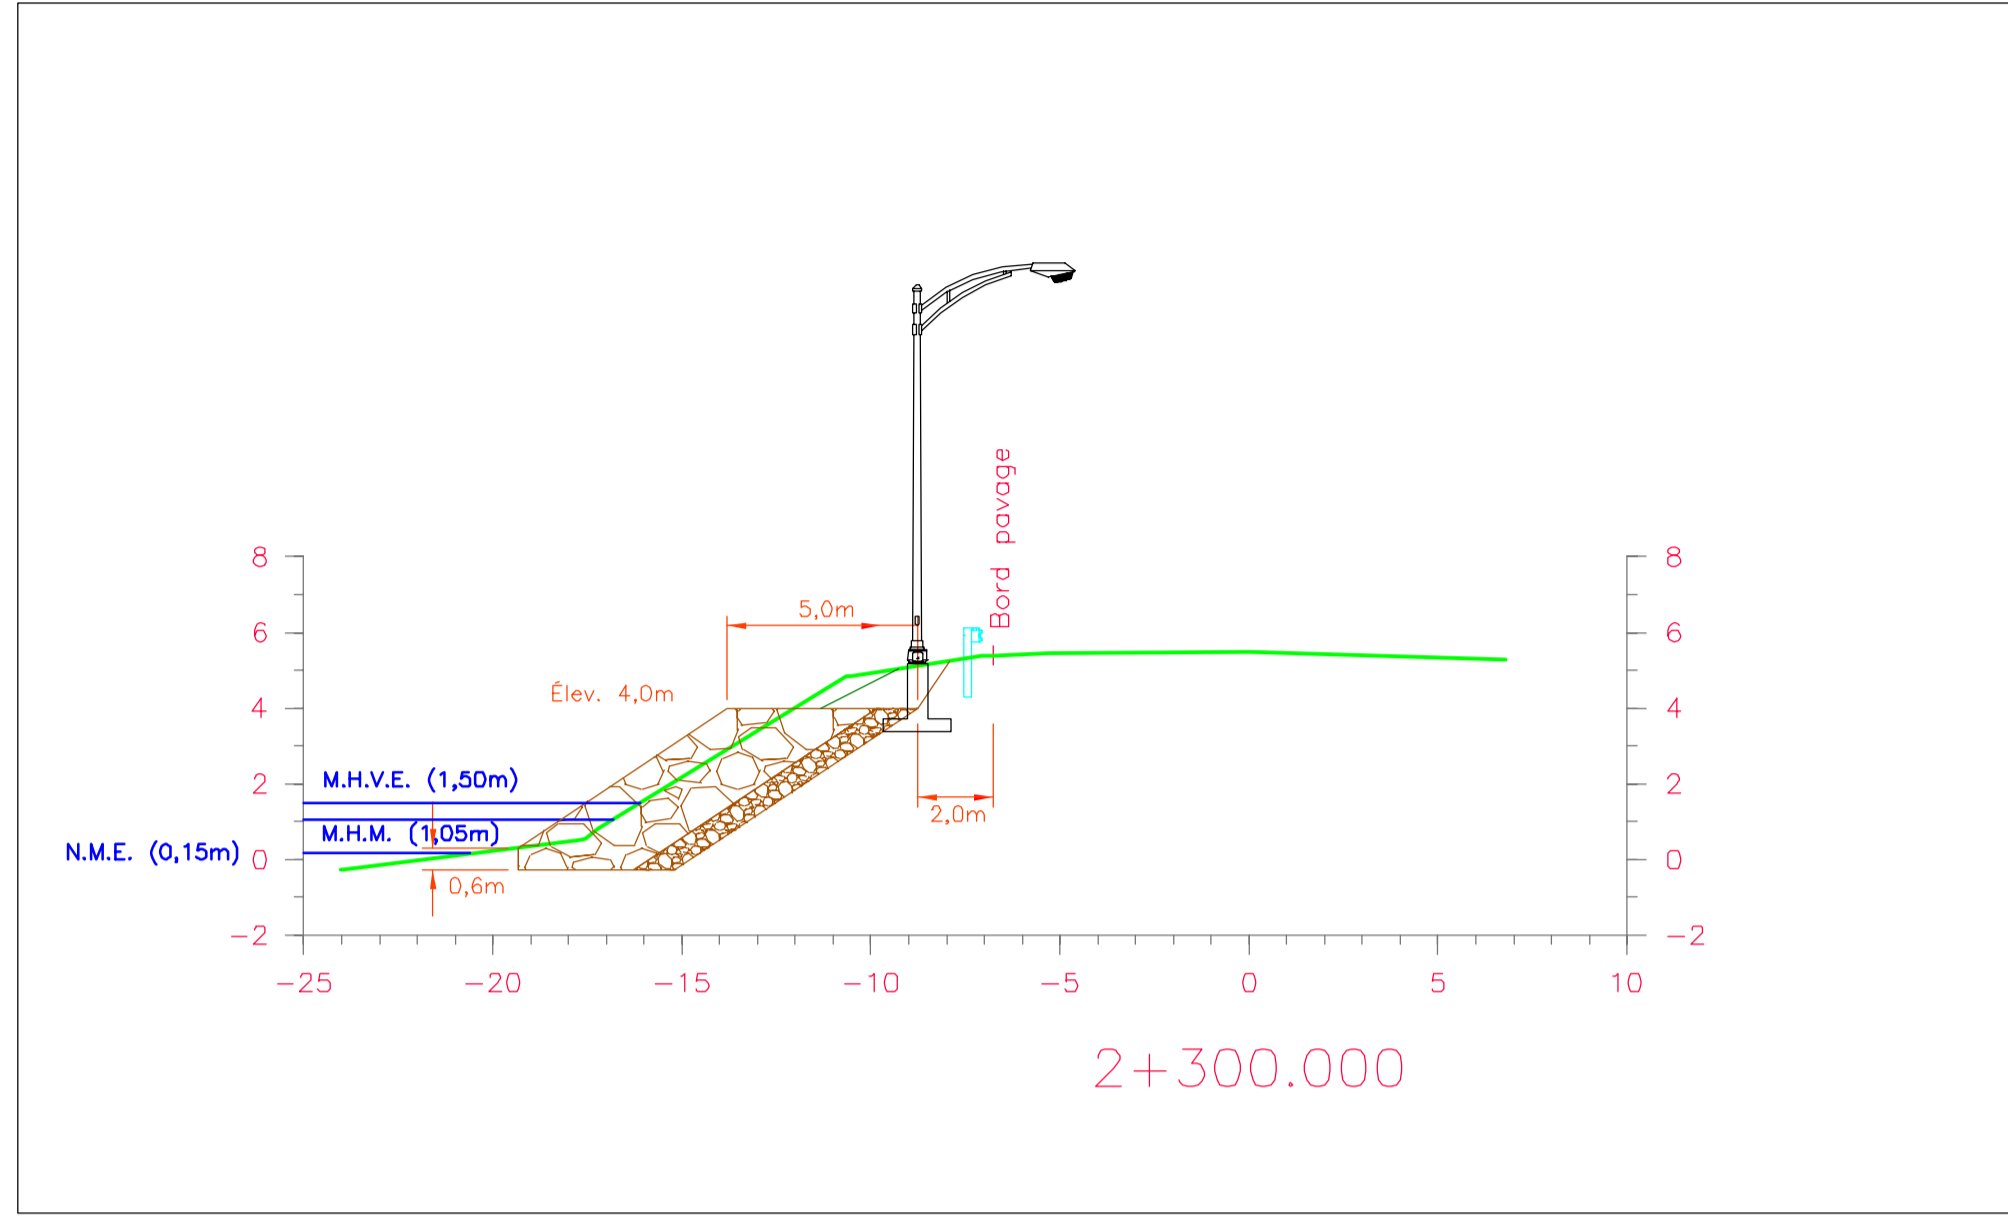 Bord pavage
8
8
5,0m
6
6
Élev. 4,0m
4
4
M.H.V.E. (1,50m)
2
2
2,0m
M.H.M. (1,05m)
N.M.E. (0,15m)
0
0
0,6m
-2
-2
-25 -20 -15 -10 -5 0 5 10
2+300.000